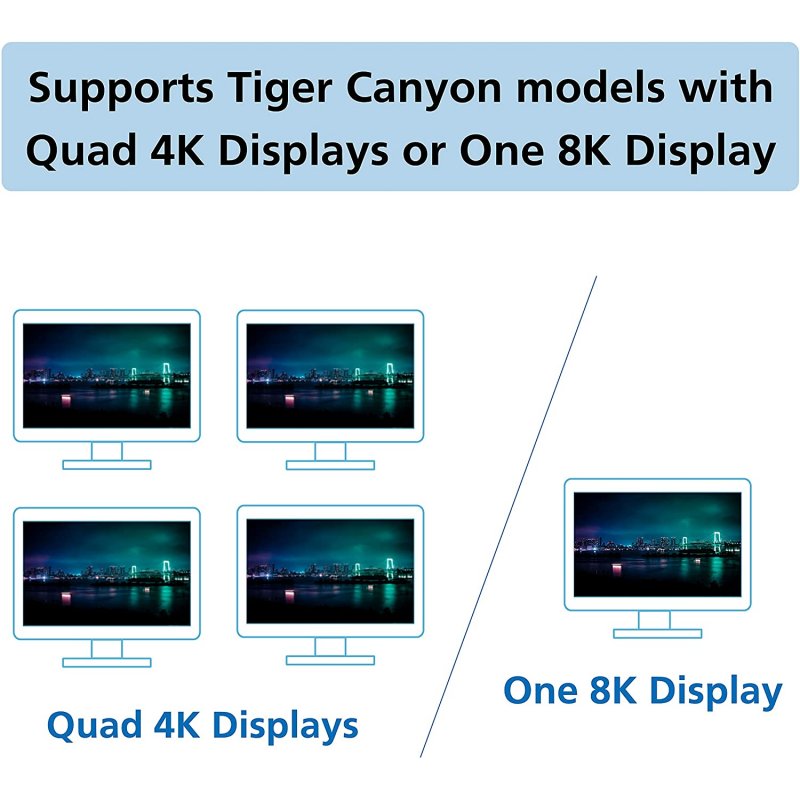 Supports Tiger Canyon models with
Quad 4K Displays or One 8K Display
Quad 4K Displays
One 8K Display